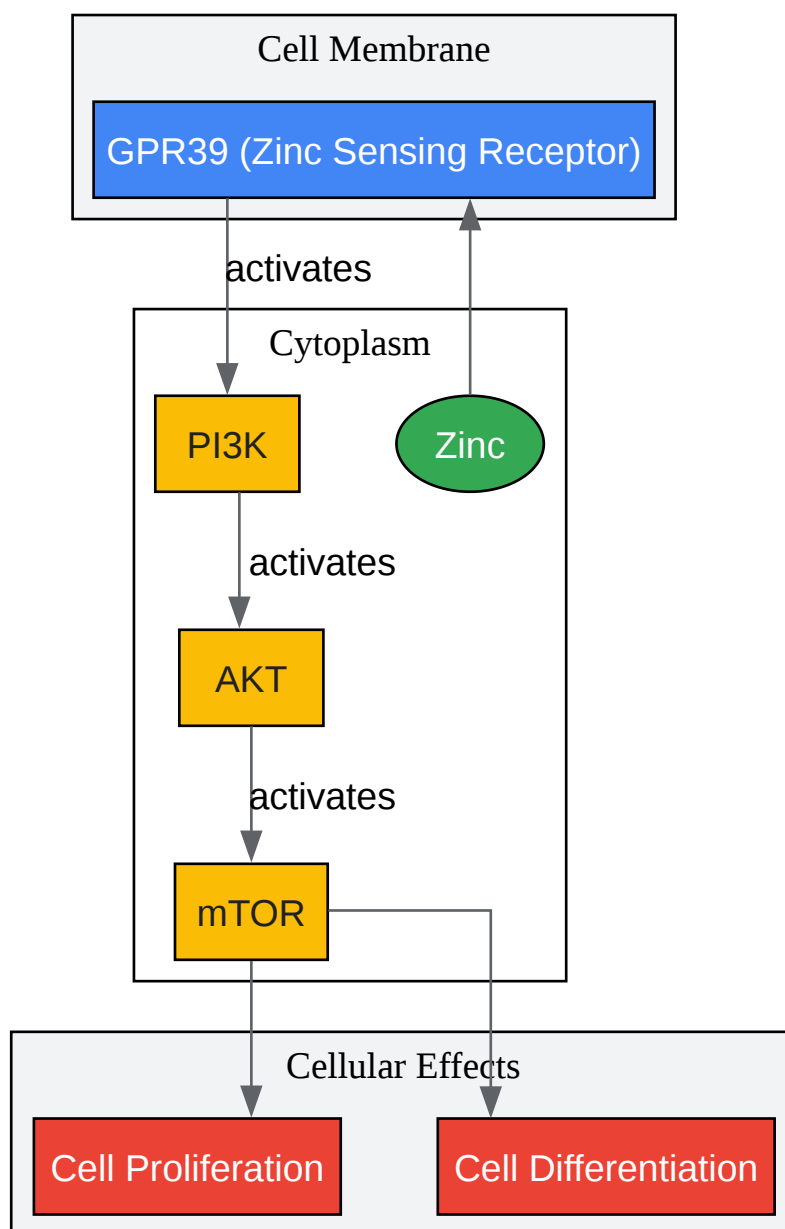 Cell Membrane
GPR39 (Zinc Sensing Receptor)
activates
Cytoplasm
PI3K
Zinc
activates
AKT
activates
mTOR
Cellular Effects
Cell Proliferation
Cell Differentiation